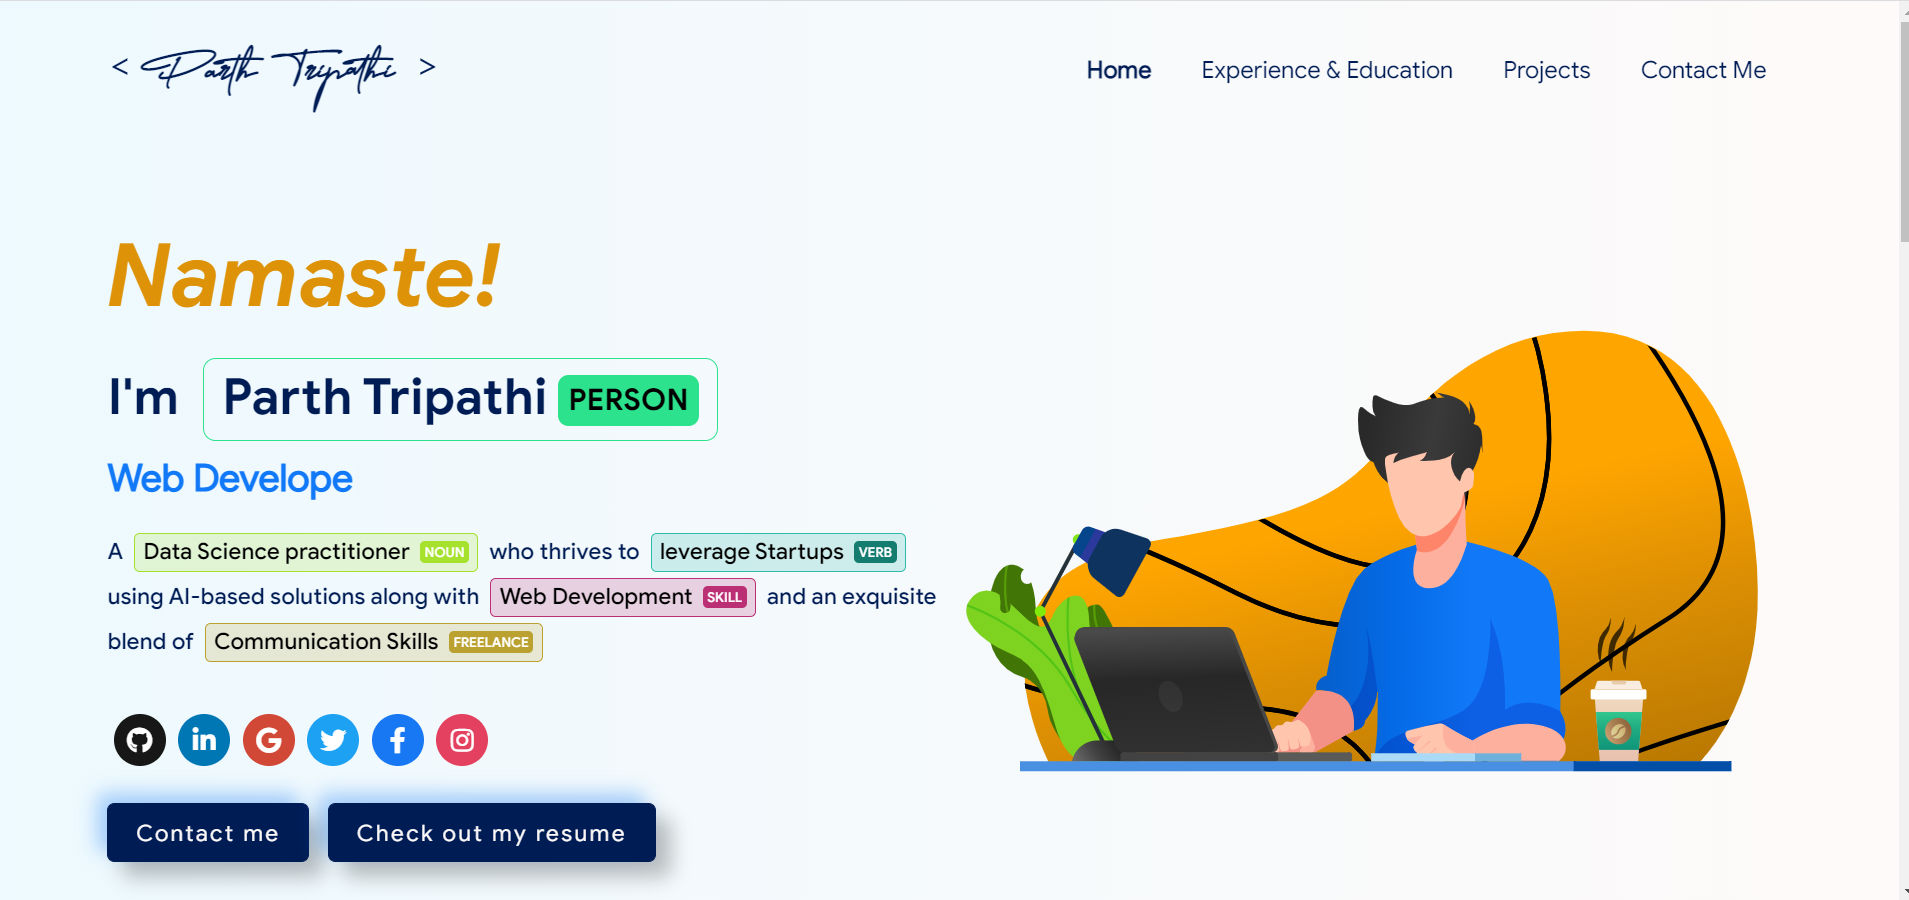 < Parth Tripathi >
Home Experience & Education Projects Contact Me
Namaste!
I'm Parth Tripathi PERSON
Web Develope
A Data Science practitioner NOUN who thrives to leverage Startups VERB
using AI-based solutions along with Web Development SKILL and an exquisite
blend of Communication Skills FREELANCE
Contact me Check out my resume